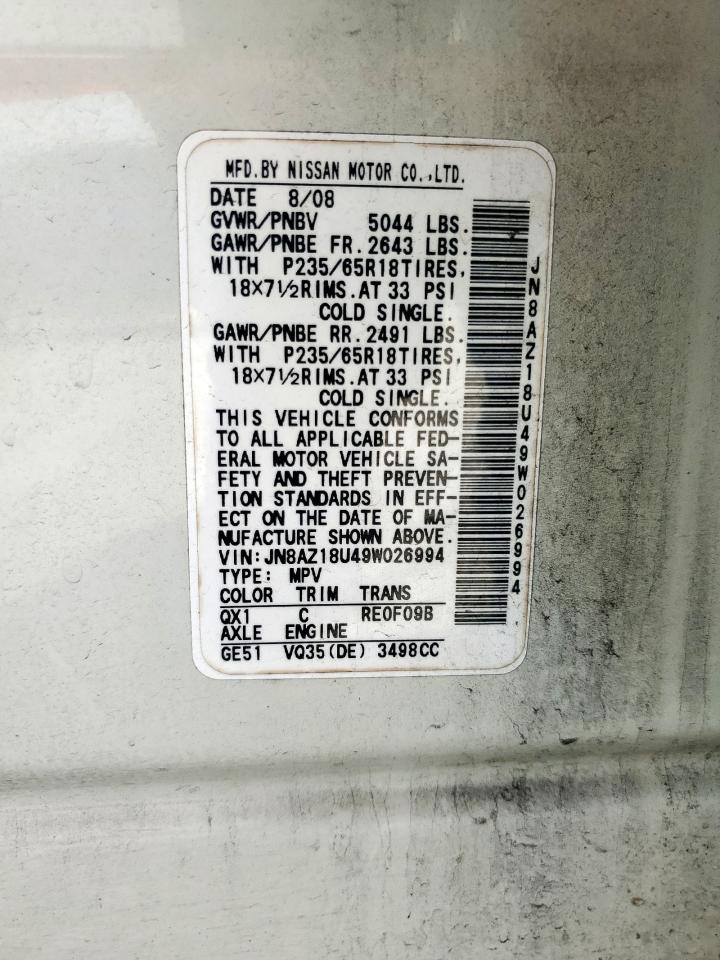 MFD.BY NISSAN MOTOR CO.,LTD.
DATE 8/08
GVWR/PNBV 5044 LBS.
GAWR/PNBE FR.2643 LBS.
WITH P235/65R18TIRES,
18×7½RIMS.AT 33 PSI
COLD SINGLE.
GAWR/PNBE RR.2491 LBS.
WITH P235/65R18TIRES,
18×7½RIMS.AT 33 PSI
COLD SINGLE.
THIS VEHICLE CONFORMS
TO ALL APPLICABLE FED-
ERAL MOTOR VEHICLE SA-
FETY AND THEFT PREVEN-
TION STANDARDS IN EFF-
ECT ON THE DATE OF MA-
NUFACTURE SHOWN ABOVE.
VIN:JN8AZ18U49W026994
TYPE: MPV
COLOR TRIM TRANS
QX1 C RE0F09B
AXLE ENGINE
GE51 VQ35(DE) 3498CC
JN8AZ18U49W026994